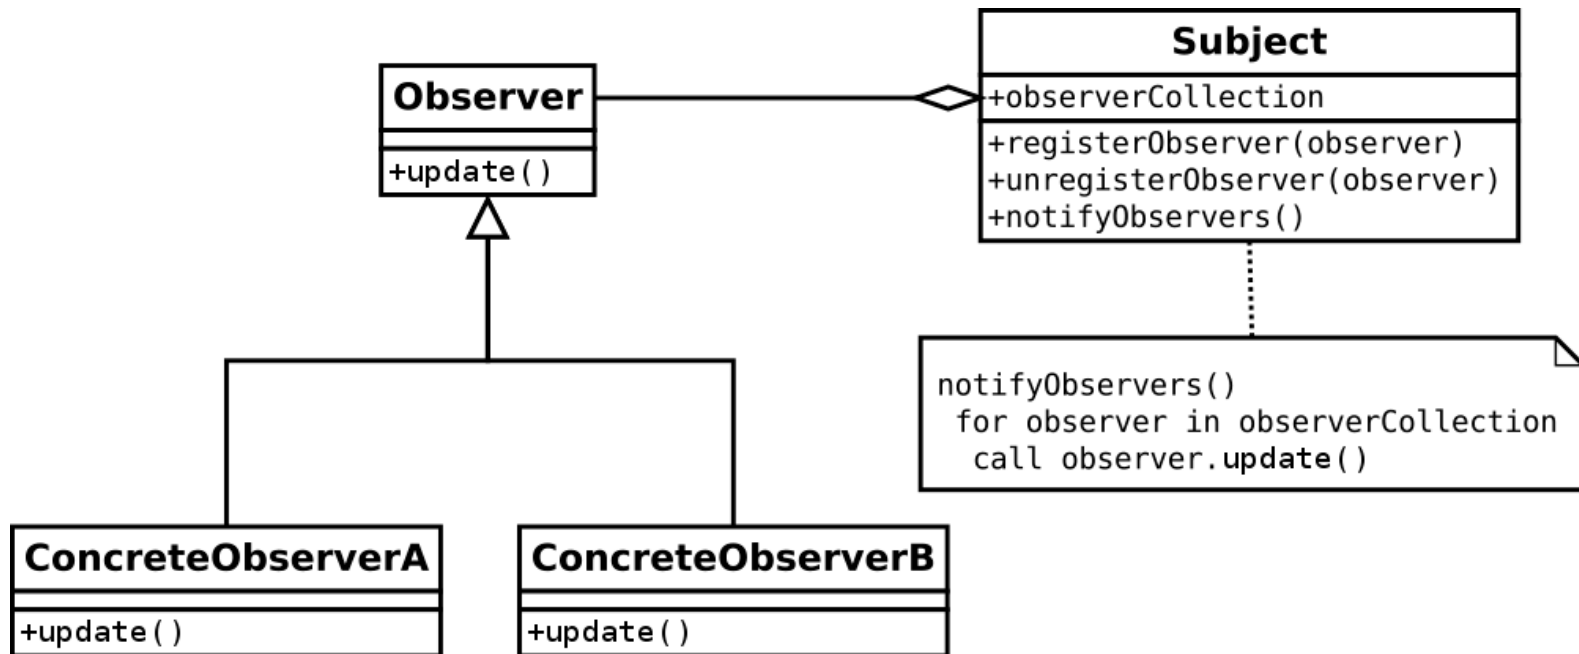 Subject
+observerCollection
+registerObserver(observer)
+unregisterObserver(observer)
+notifyObservers()
Observer
+update()
notifyObservers()
for observer in observerCollection
call observer.update()
ConcreteObserverA
+update()
ConcreteObserverB
+update()